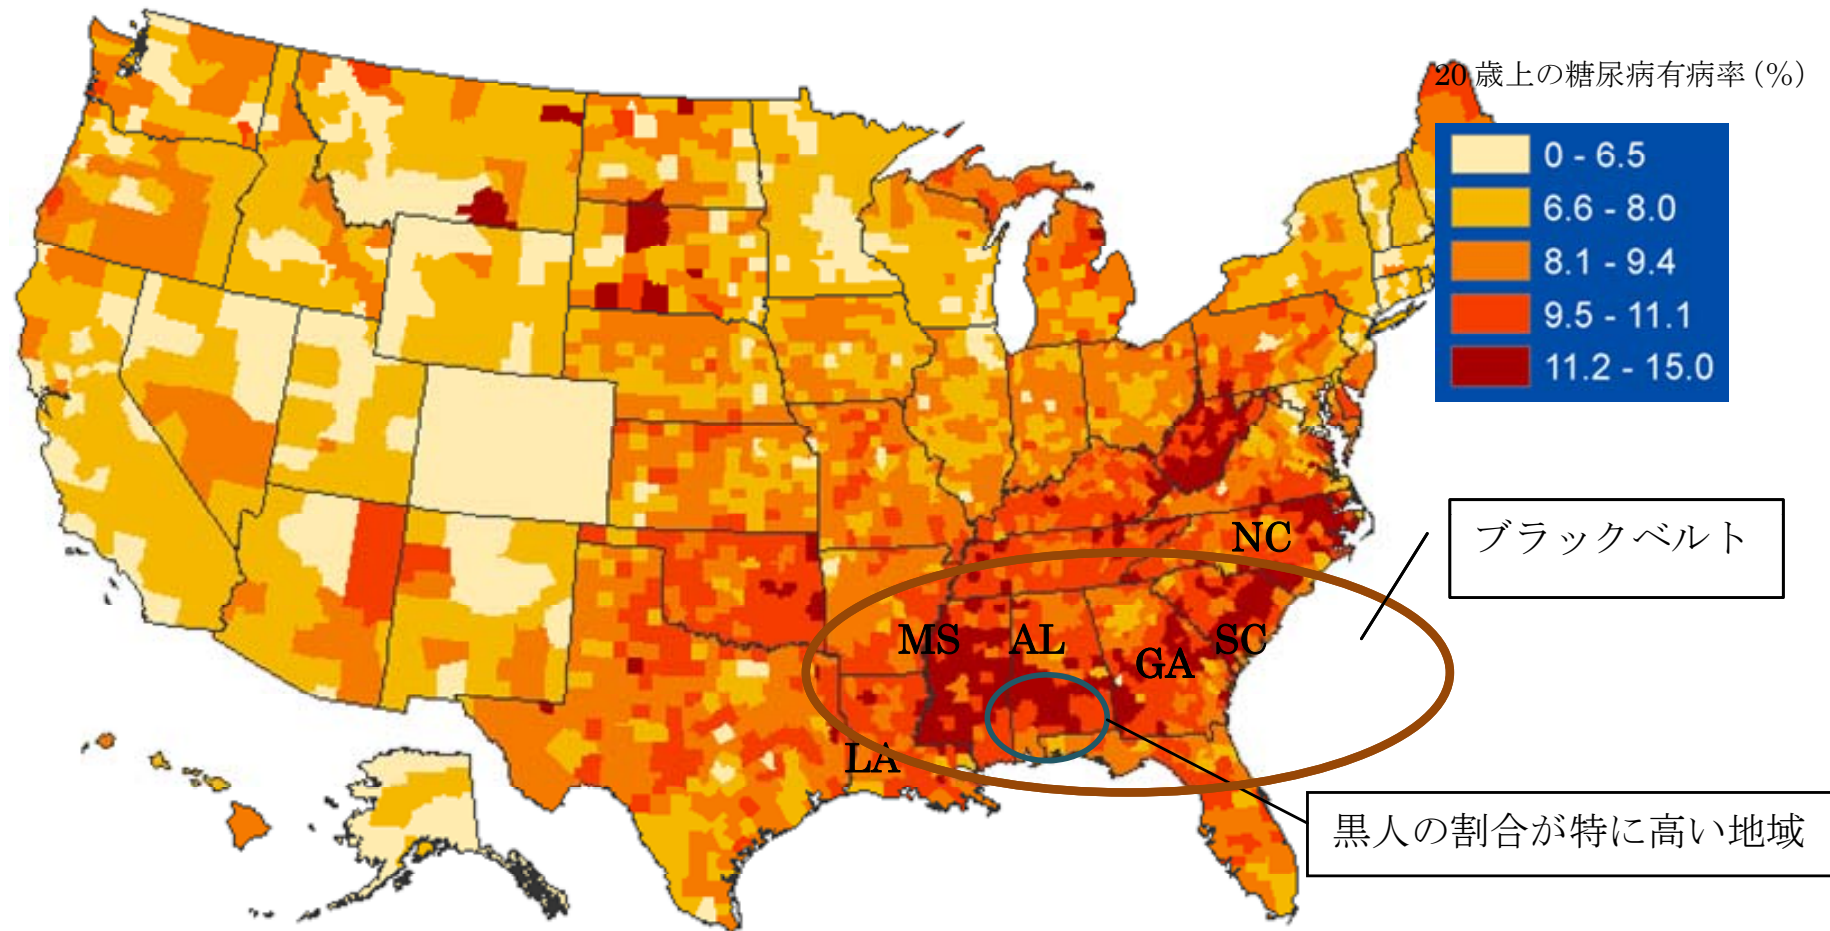 20 歳上の糖尿病有病率（%）
0 - 6.5
6.6 - 8.0
8.1 - 9.4
9.5 - 11.1
11.2 - 15.0
NC
ブラックベルト
MS
AL
SC
GA
LA
黒人の割合が特に高い地域